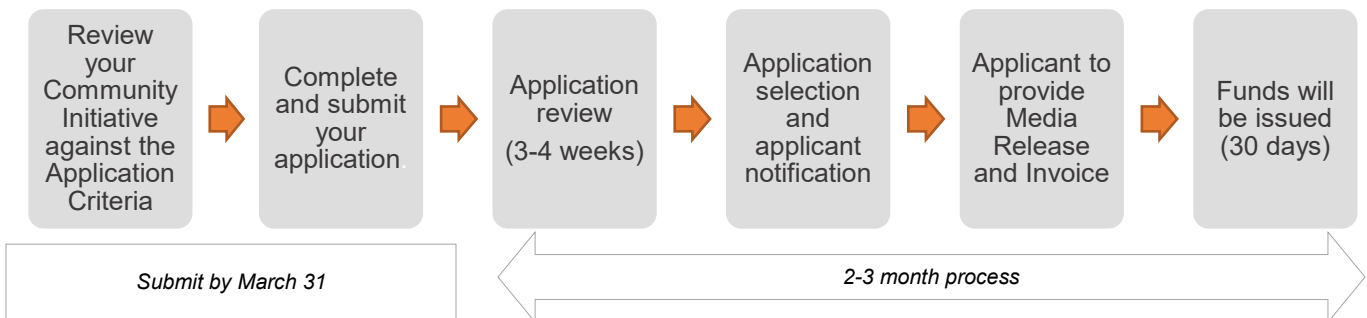 Review
your
Community
Initiative
against the
Application
Criteria
Complete
and submit
your
application.
Application
review
(3-4 weeks)
Application
selection
and
applicant
notification
Applicant to
provide
Media
Release
and Invoice
Funds will
be issued
(30 days)
Submit by March 31
2-3 month process